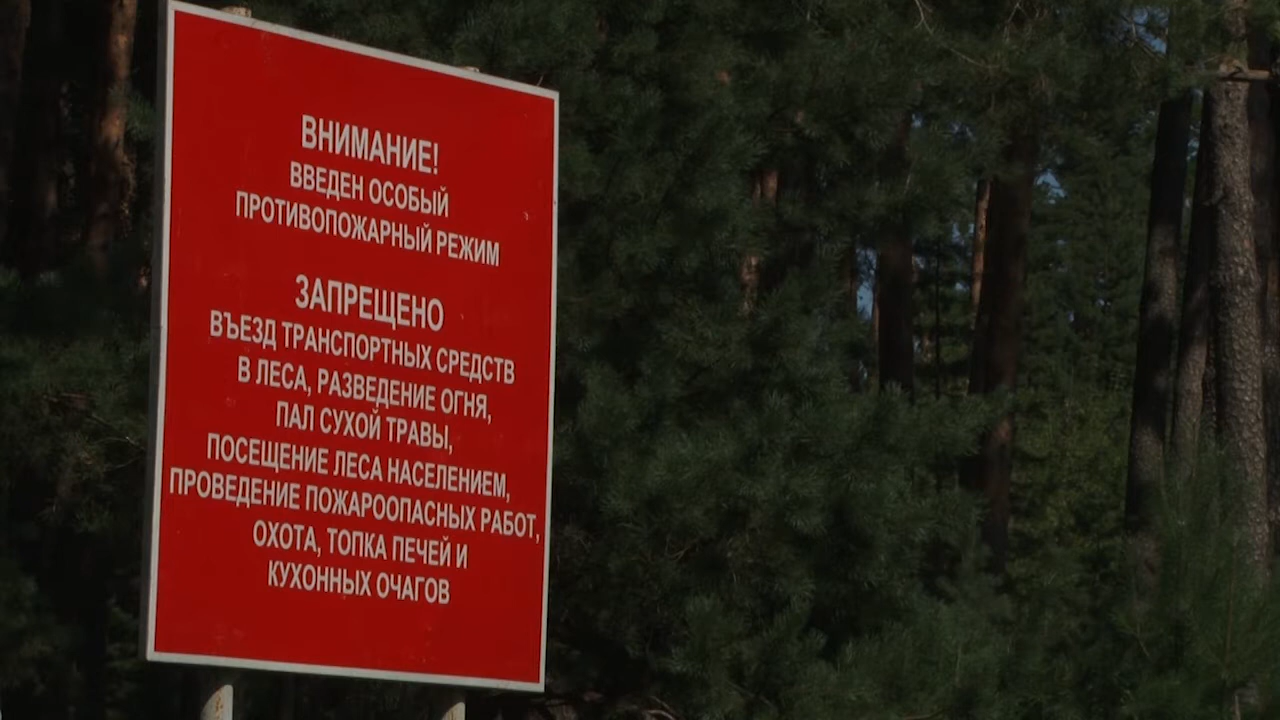 ВНИМАНИЕ!
ВВЕДЕН ОСОБЫЙ
ПРОТИВОПОЖАРНЫЙ РЕЖИМ
ЗАПРЕЩЕНО
ВЪЕЗД ТРАНСПОРТНЫХ СРЕДСТВ
В ЛЕСА, РАЗВЕДЕНИЕ ОГНЯ,
ПАЛ СУХОЙ ТРАВЫ,
ПОСЕЩЕНИЕ ЛЕСА НАСЕЛЕНИЕМ,
ПРОВЕДЕНИЕ ПОЖАРООПАСНЫХ РАБОТ,
ОХОТА, ТОПКА ПЕЧЕЙ И
КУХОННЫХ ОЧАГОВ